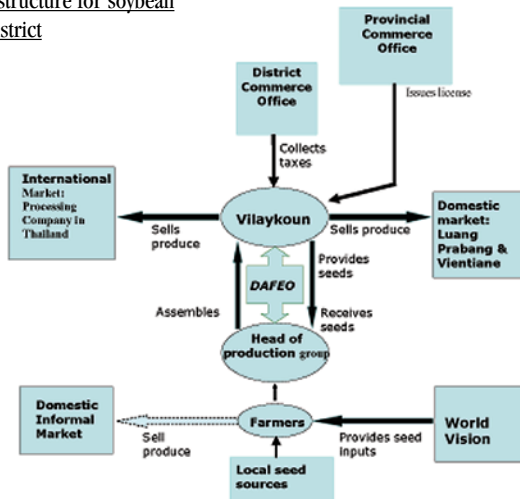 structure for soybean
strict
Provincial
Commerce
Office
District
Commerce
Office
Issues license
Collects
taxes
International
Market:
Processing
Company in
Thailand
Vilaykoun
Sells
produce
Sells produce
Domestic
market:
Luang
Prabang &
Vientiane
Provides
seeds
DAFEO
Assembles
Receives
seeds
Head of
production group
Domestic
Informal
Market
Farmers
Sell
produce
Provides seed
inputs
World
Vision
Local seed
sources